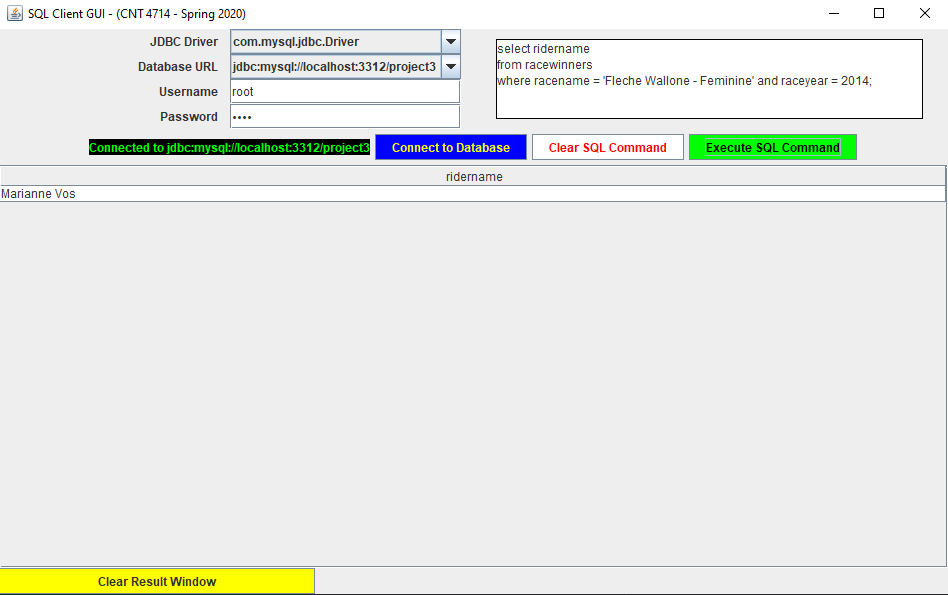 SQL Client GUI - (CNT 4714 - Spring 2020)
JDBC Driver com.mysql.jdbc.Driver
Database URL jdbc:mysql://localhost:3312/project3
Username root
Password ••••
select ridername
from racewinners
where racename = 'Fleche Wallone - Feminine' and raceyear = 2014;
Connected to jdbc:mysql://localhost:3312/project3 Connect to Database Clear SQL Command Execute SQL Command
ridername
Marianne Vos
Clear Result Window